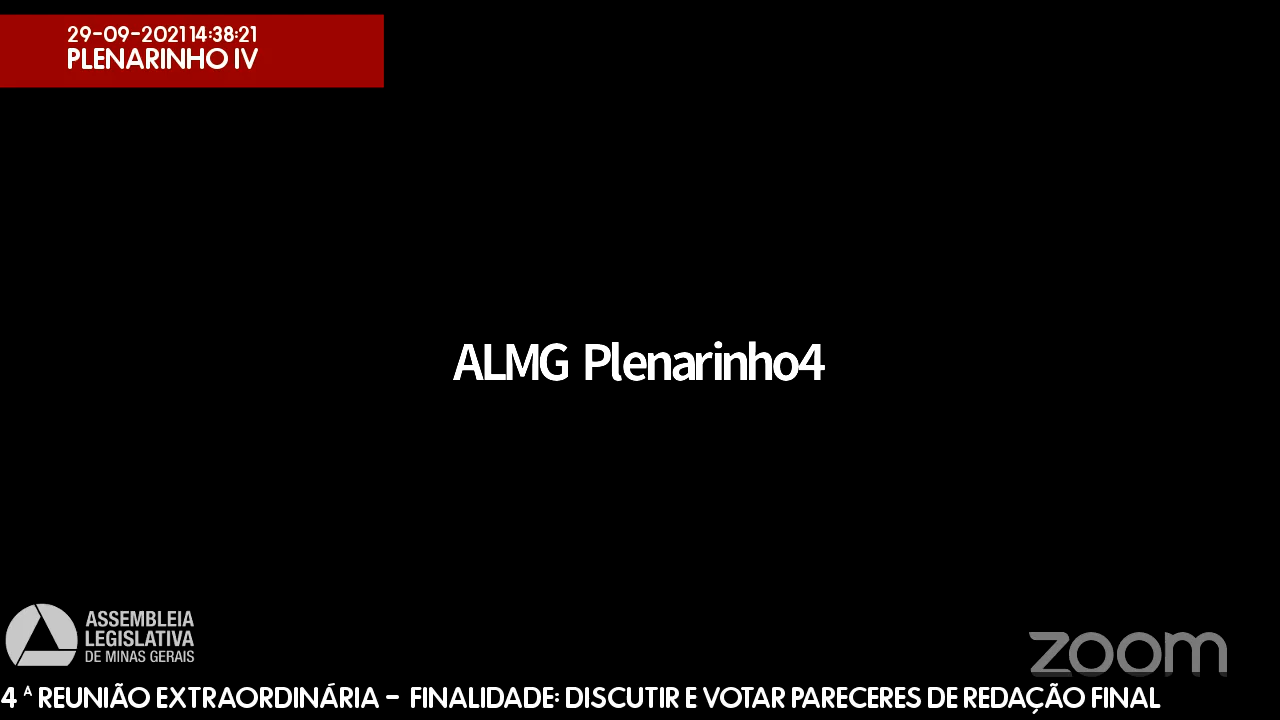 29-09-2021 14:38:21
PLENARINHO IV
ALMG Plenarinho4
ASSEMBLEIA
LEGISLATIVA
DE MINAS GERAIS
zoom
4 ª REUNIÃO EXTRAORDINÁRIA - FINALIDADE: DISCUTIR E VOTAR PARECERES DE REDAÇÃO FINAL